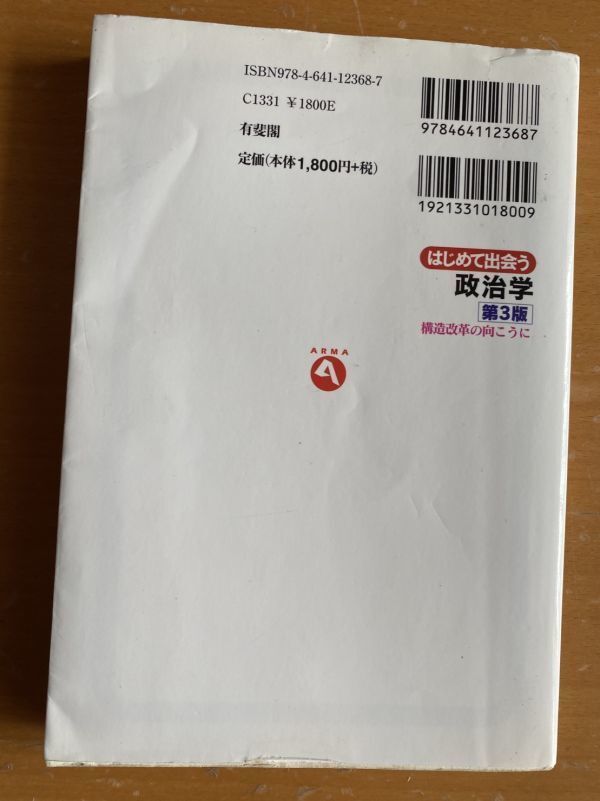 ISBN978-4-641-12368-7
C1331 ¥1800E
有斐閣
定価(本体1,800円+税)
9784641123687
1921331018009
はじめて出会う
政治学
第3版
構造改革の向こうに
ARMA